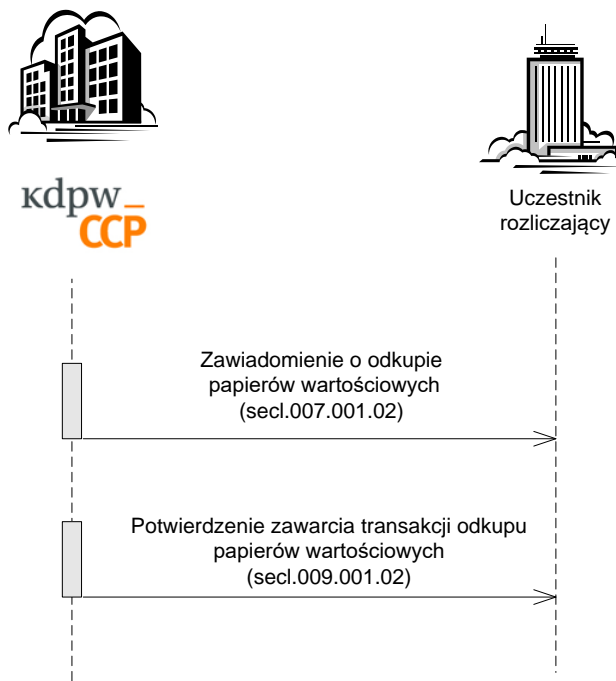 kdpw_
CCP
Uczestnik
rozliczający
Zawiadomienie o odkupie
papierów wartościowych
(secl.007.001.02)
Potwierdzenie zawarcia transakcji odkupu
papierów wartościowych
(secl.009.001.02)